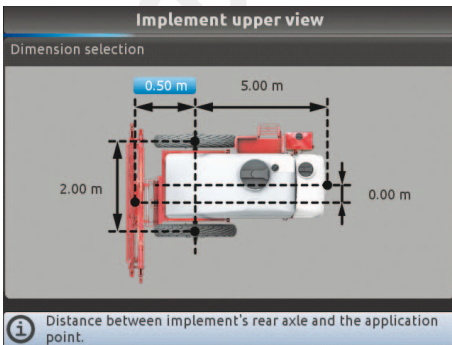 Implement upper view
Dimension selection
0.50 m 5.00 m
2.00 m
0.00 m
Distance between implement's rear axle and the application
point.